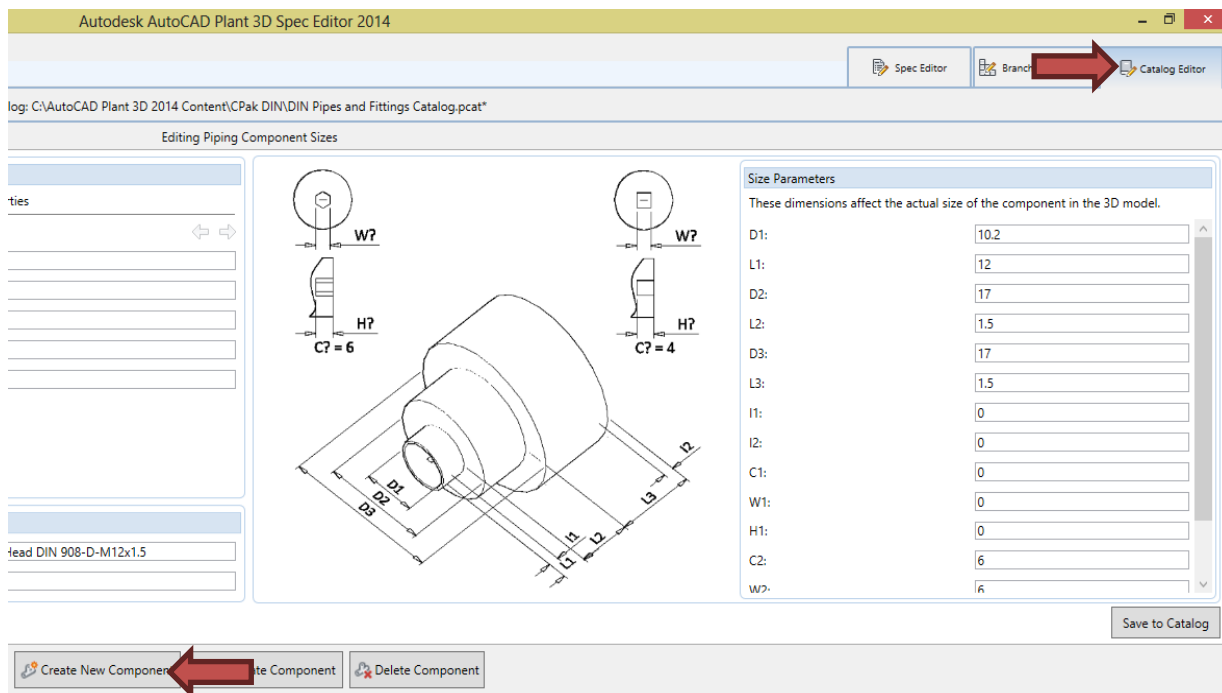 Autodesk AutoCAD Plant 3D Spec Editor 2014
Spec Editor
Branch
Catalog Editor
log: C:\AutoCAD Plant 3D 2014 Content\CPak DIN\DIN Pipes and Fittings Catalog.pcat*
Editing Piping Component Sizes
rties
W?
H?
C? = 6
W?
H?
C? = 4
D1
D2
D3
I1
L1
L2
L3
I2
Size Parameters
These dimensions affect the actual size of the component in the 3D model.
D1: 10.2
L1: 12
D2: 17
L2: 1.5
D3: 17
L3: 1.5
I1: 0
I2: 0
C1: 0
W1: 0
H1: 0
C2: 6
W2: 6
Head DIN 908-D-M12x1.5
Save to Catalog
Create New Component
te Component
Delete Component